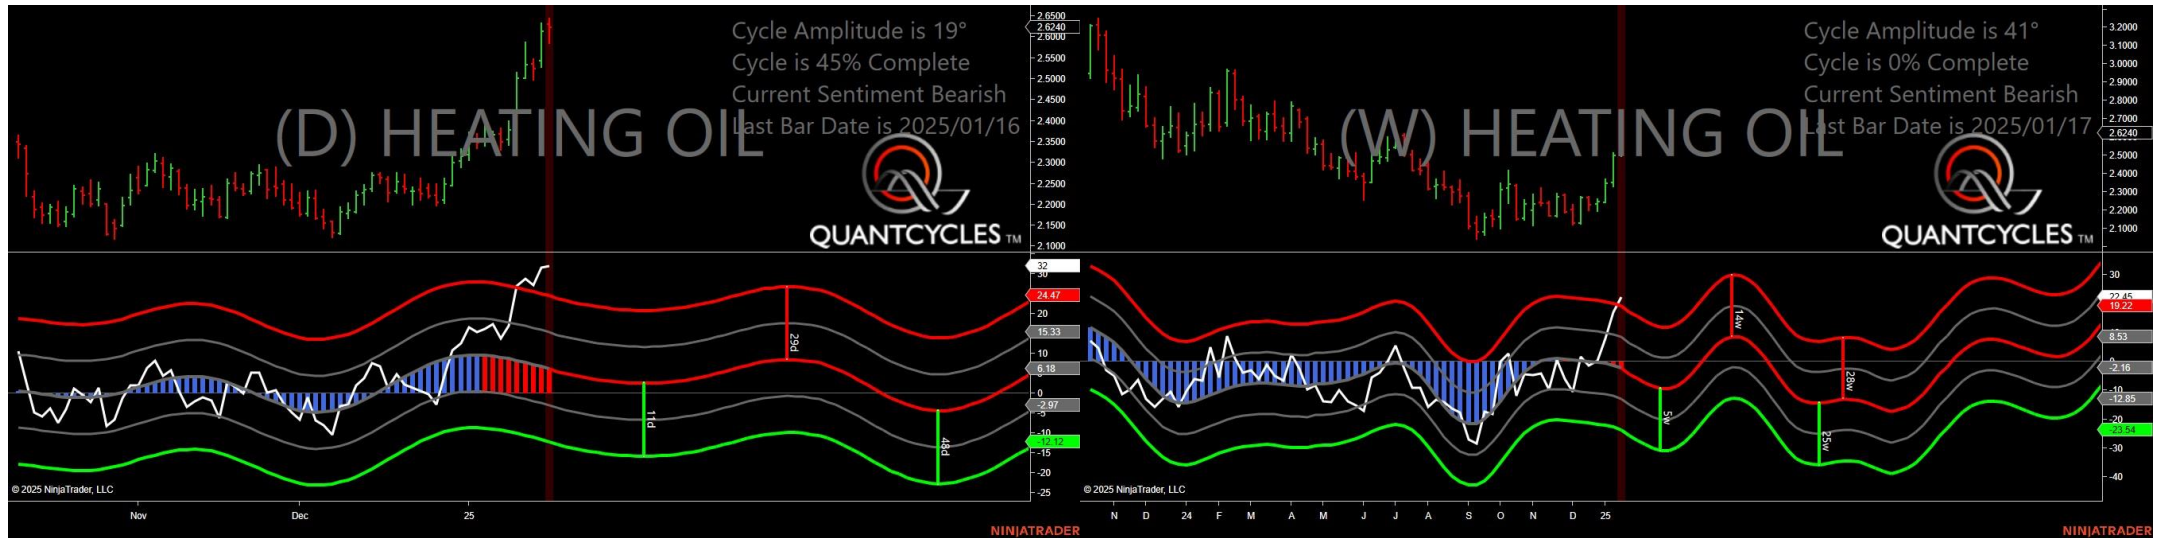 Cycle Amplitude is 19°
Cycle is 45% Complete
Current Sentiment Bearish
Last Bar Date is 2025/01/16
(D) HEATING OIL
QUANTCYCLES TM
2.6500
2.6240
2.6000
2.5500
2.5000
2.4500
2.4000
2.3500
2.3000
2.2500
2.2000
2.1500
2.1000
32
30
24.47
20
15.33
10
6.18
0
-2.97
-5
-10
-12.12
-15
-20
-25
11d
29d
48d
© 2025 NinjaTrader, LLC
Nov
Dec
25
NINJATRADER
Cycle Amplitude is 41°
Cycle is 0% Complete
Current Sentiment Bearish
Last Bar Date is 2025/01/17
(W) HEATING OIL
QUANTCYCLES TM
3.2000
3.1000
3.0000
2.9000
2.8000
2.7000
2.6240
2.5000
2.4000
2.3000
2.2000
2.1000
30
22.45
19.22
8.53
0
-2.16
-10
-12.85
-20
-23.54
-30
-40
5w
14w
25w
28w
© 2025 NinjaTrader, LLC
N D 24 F M A M J J A S O N D 25
NINJATRADER